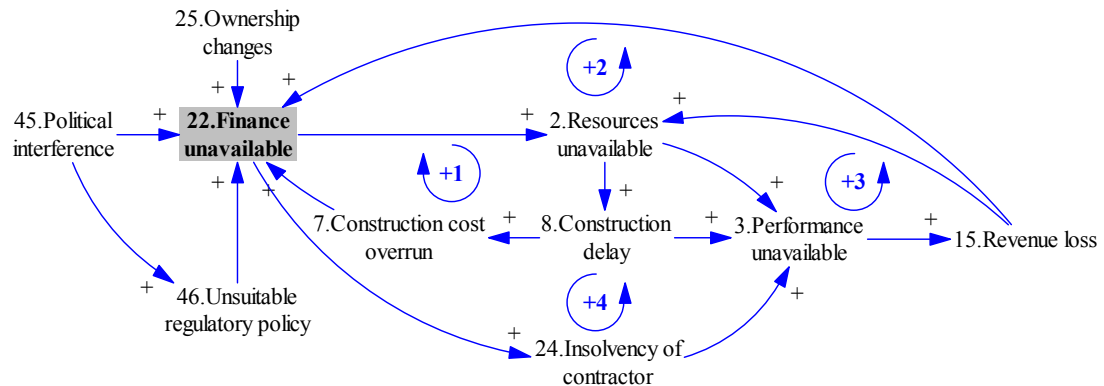 25.Ownership
changes
+
+
+
+2
+
45.Political
interference
+
22.Finance
unavailable
+
2.Resources
unavailable
+
+1
+
+
+
+3
+
7.Construction cost
overrun
+
8.Construction
delay
+
3.Performance
unavailable
+
15.Revenue loss
+
46.Unsuitable
regulatory policy
+4
+
+
24.Insolvency of
contractor